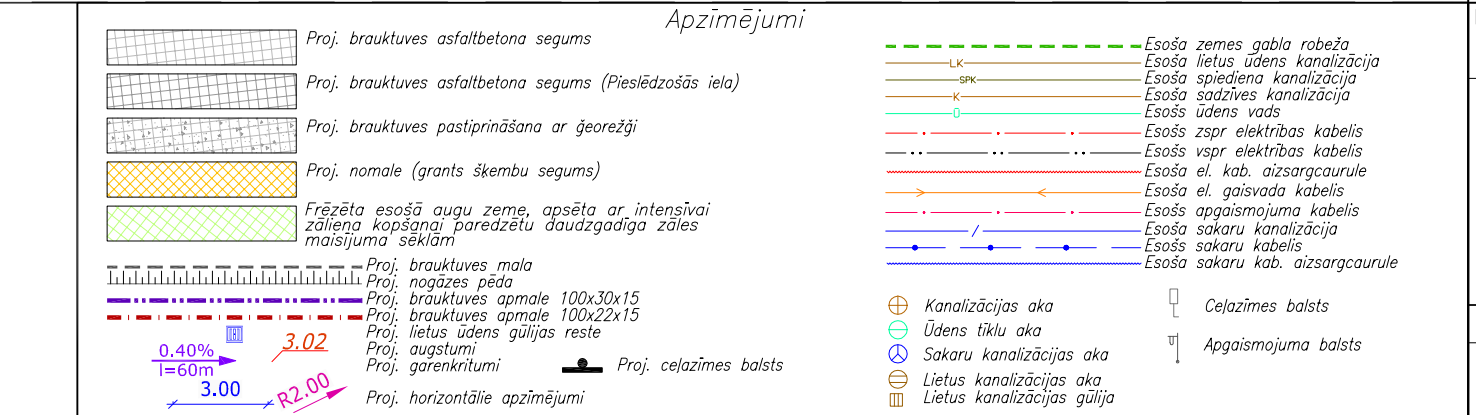 Apzīmējumi
Proj. brauktuves asfaltbetona segums
Proj. brauktuves asfaltbetona segums (Pieslēdzošās iela)
Proj. brauktuves pastiprināšana ar ģeorežģi
Proj. nomale (grants šķembu segums)
Frēzēta esošā augu zeme, apsēta ar intensīvai
zāliena kopšanai paredzētu daudzgadīga zāles
maisījuma sēklām
Proj. brauktuves mala
Proj. nogāzes pēda
Proj. brauktuves apmale 100x30x15
Proj. brauktuves apmale 100x22x15
Proj. lietus ūdens gūlijas reste
3.02
Proj. augstumi
0.40%
l=60m
Proj. garenkritumi
Proj. ceļazīmes balsts
3.00
R2.00
Proj. horizontālie apzīmējumi
Esoša zemes gabla robeža
LK
Esoša lietus ūdens kanalizācija
SPK
Esoša spiediena kanalizācija
K
Esoša sadzīves kanalizācija
Esošs ūdens vads
Esošs zspr elektrības kabelis
Esošs vspr elektrības kabelis
Esoša el. kab. aizsargcaurule
Esoša el. gaisvada kabelis
Esošs apgaismojuma kabelis
Esoša sakaru kanalizācija
Esošs sakaru kabelis
Esoša sakaru kab. aizsargcaurule
Kanalizācijas aka
Ūdens tīklu aka
Sakaru kanalizācijas aka
Lietus kanalizācijas aka
Lietus kanalizācijas gūlija
Ceļazīmes balsts
Apgaismojuma balsts